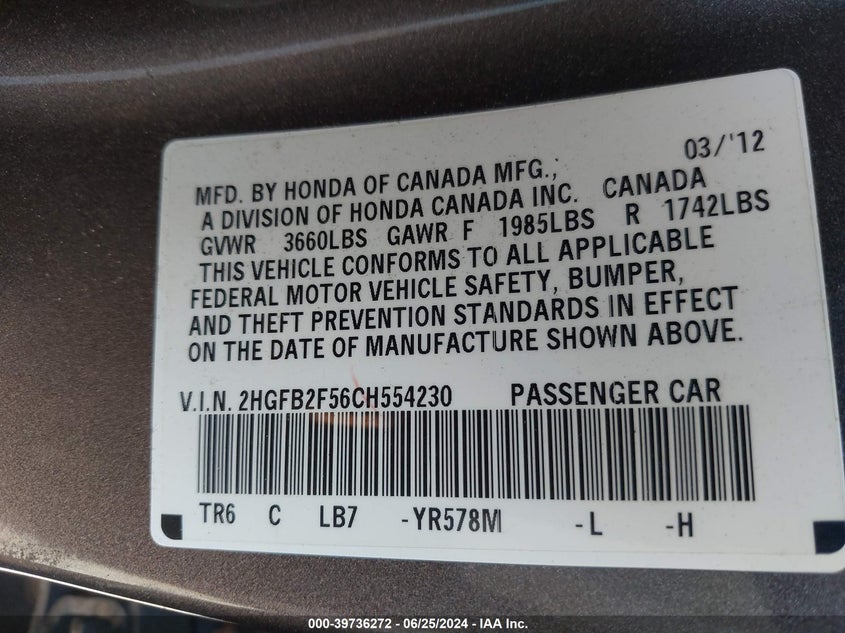 03/'12
MFD. BY HONDA OF CANADA MFG.,
A DIVISION OF HONDA CANADA INC. CANADA
GVWR 3660LBS GAWR F 1985LBS R 1742LBS
THIS VEHICLE CONFORMS TO ALL APPLICABLE
FEDERAL MOTOR VEHICLE SAFETY, BUMPER,
AND THEFT PREVENTION STANDARDS IN EFFECT
ON THE DATE OF MANUFACTURE SHOWN ABOVE.
V.I.N. 2HGFB2F56CH554230 PASSENGER CAR
TR6 C LB7 -YR578M -L -H
000-39736272 / 06/25/2024 - IAA Inc.